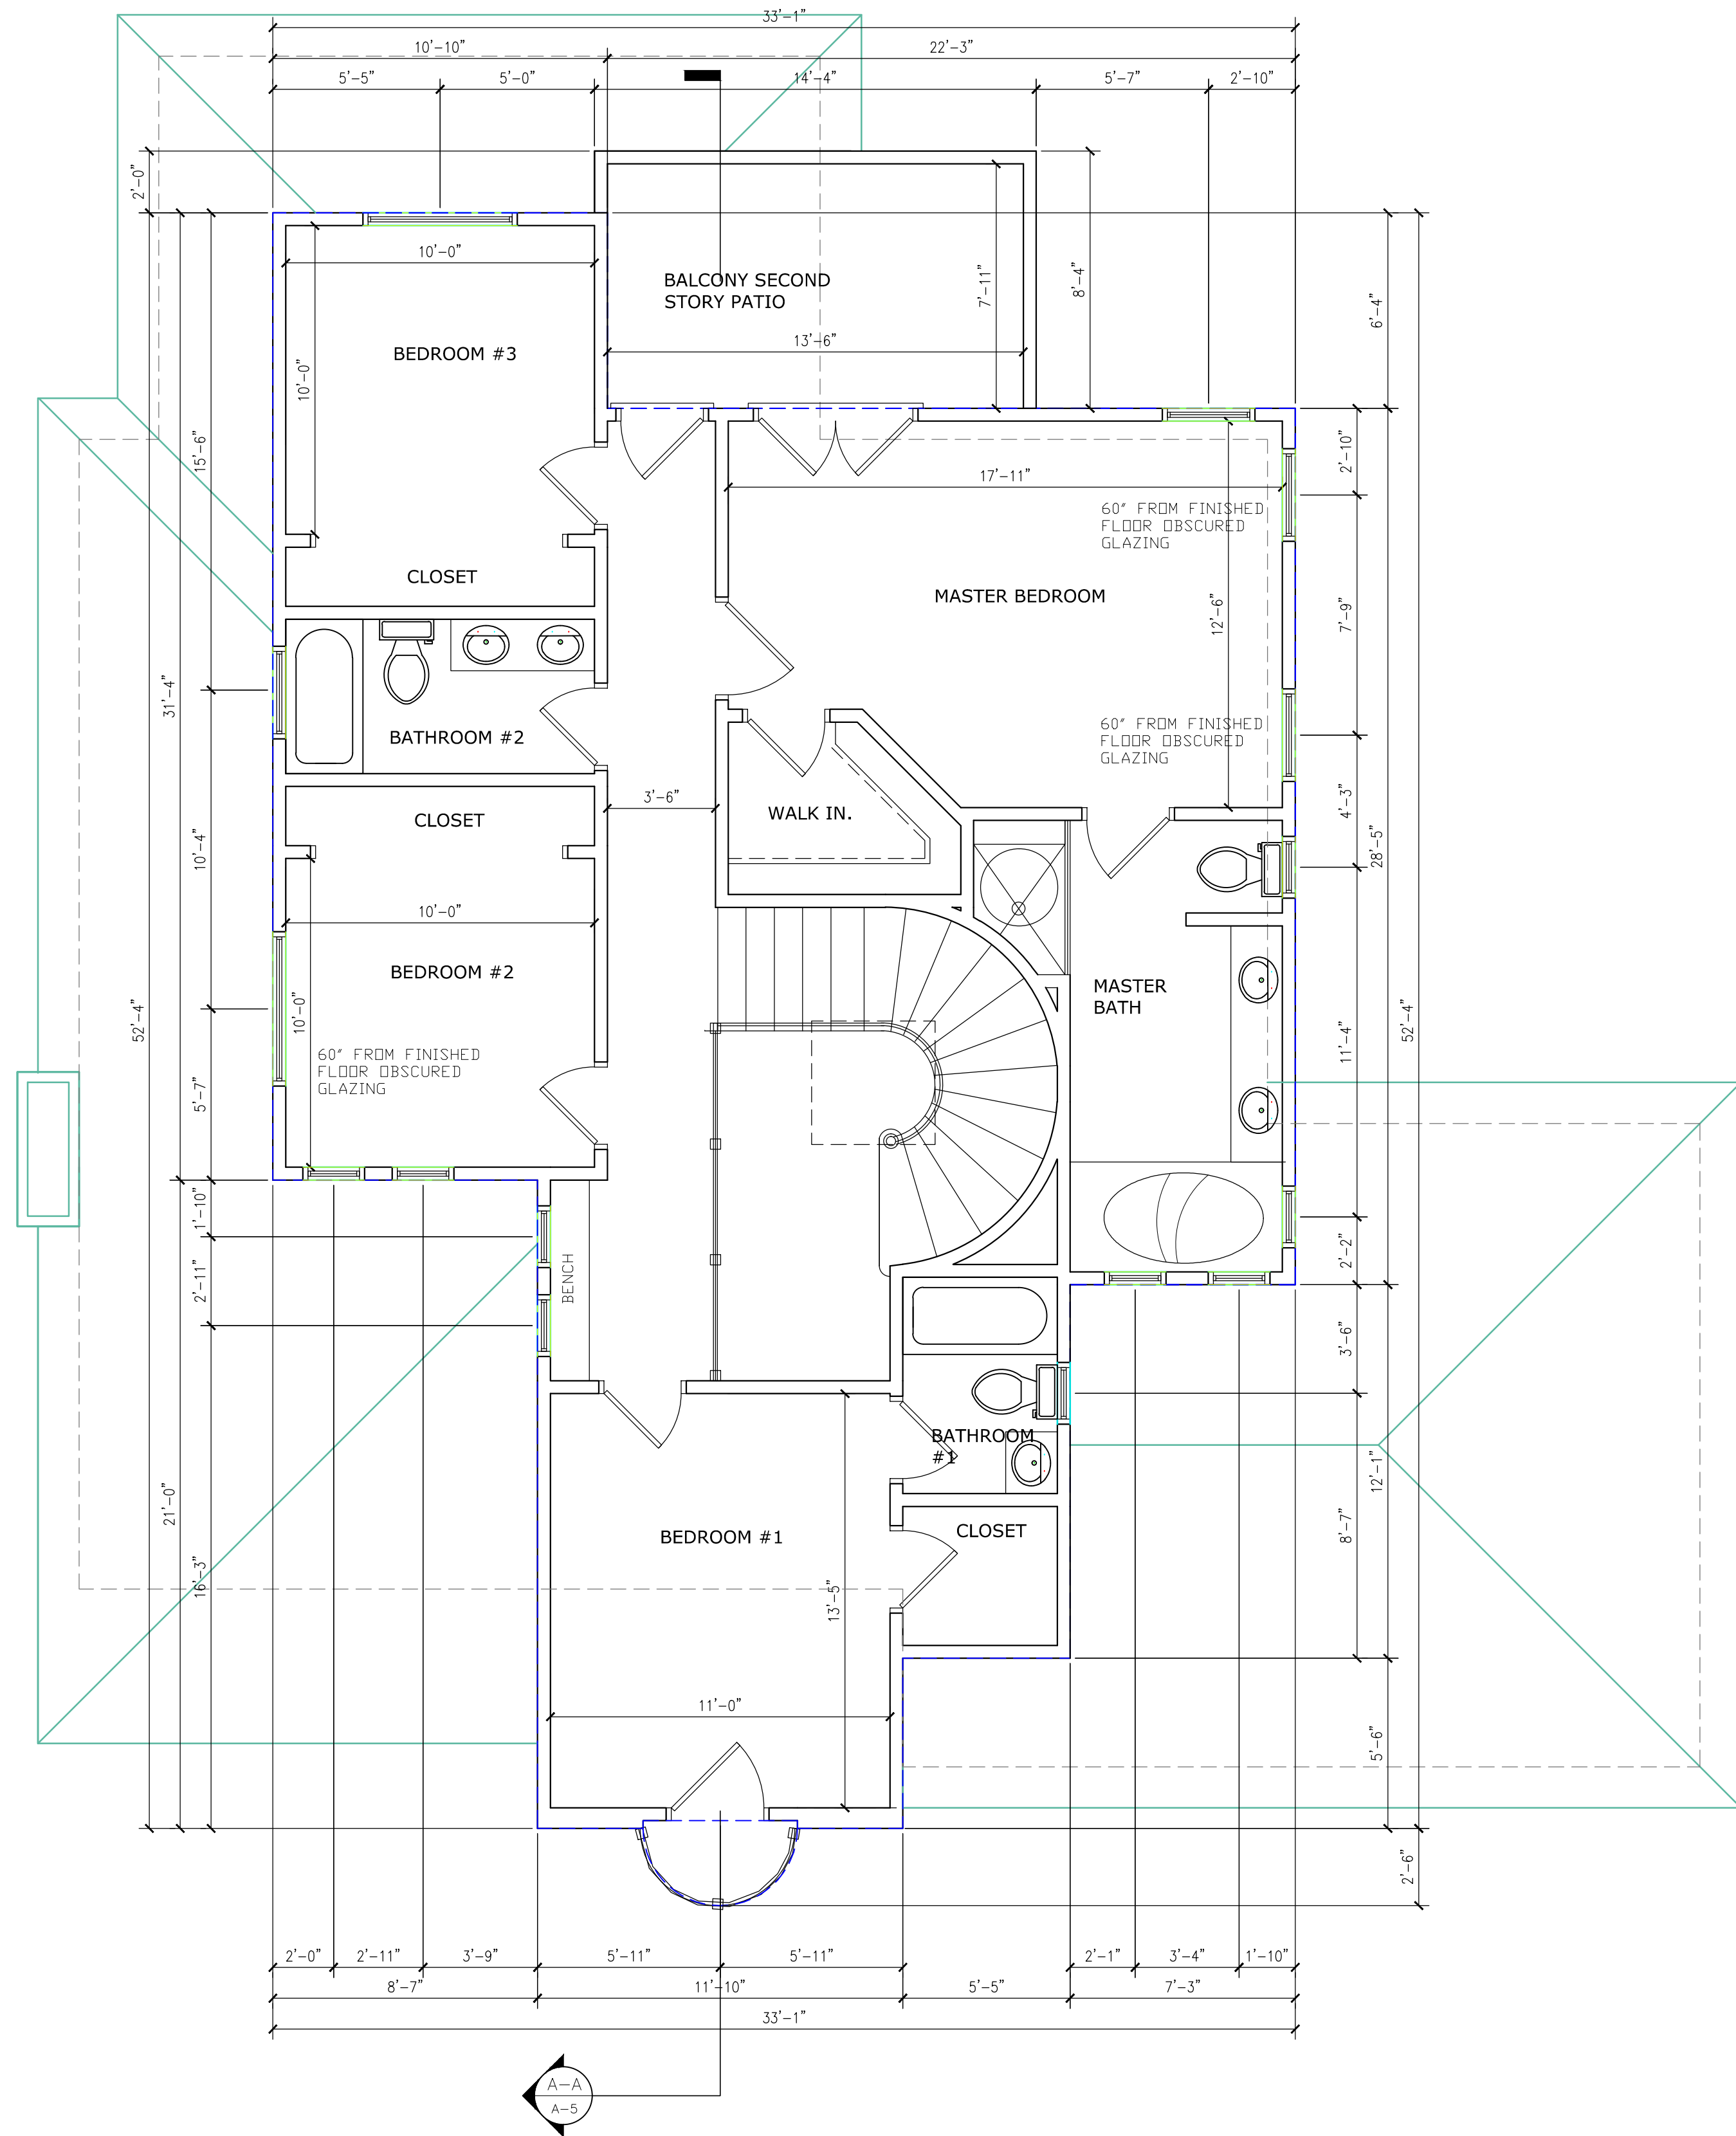 33'-1"
10'-10"
22'-3"
5'-5"
5'-0"
14'-4"
5'-7"
2'-10"
2'-0"
10'-0"
BALCONY SECOND
STORY PATIO
7'-11"
8'-4"
6'-4"
13'-6"
BEDROOM #3
10'-0"
15'-6"
2'-10"
17'-11"
60" FROM FINISHED
FLOOR OBSCURED
GLAZING
CLOSET
MASTER BEDROOM
12'-6"
7'-9"
31'-4"
60" FROM FINISHED
FLOOR OBSCURED
GLAZING
BATHROOM #2
3'-6"
WALK IN.
4'-3"
CLOSET
10'-4"
28'-5"
10'-0"
BEDROOM #2
MASTER
BATH
52'-4"
10'-0"
52'-4"
11'-4"
60" FROM FINISHED
FLOOR OBSCURED
GLAZING
5'-7"
1'-10"
2'-11"
BENCH
2'-2"
3'-6"
BATHROOM
#1
12'-1"
21'-0"
BEDROOM #1
CLOSET
8'-7"
16'-3"
13'-5"
11'-0"
5'-6"
2'-6"
2'-0"
2'-11"
3'-9"
5'-11"
5'-11"
2'-1"
3'-4"
1'-10"
8'-7"
11'-10"
5'-5"
7'-3"
33'-1"
A-A
A-5